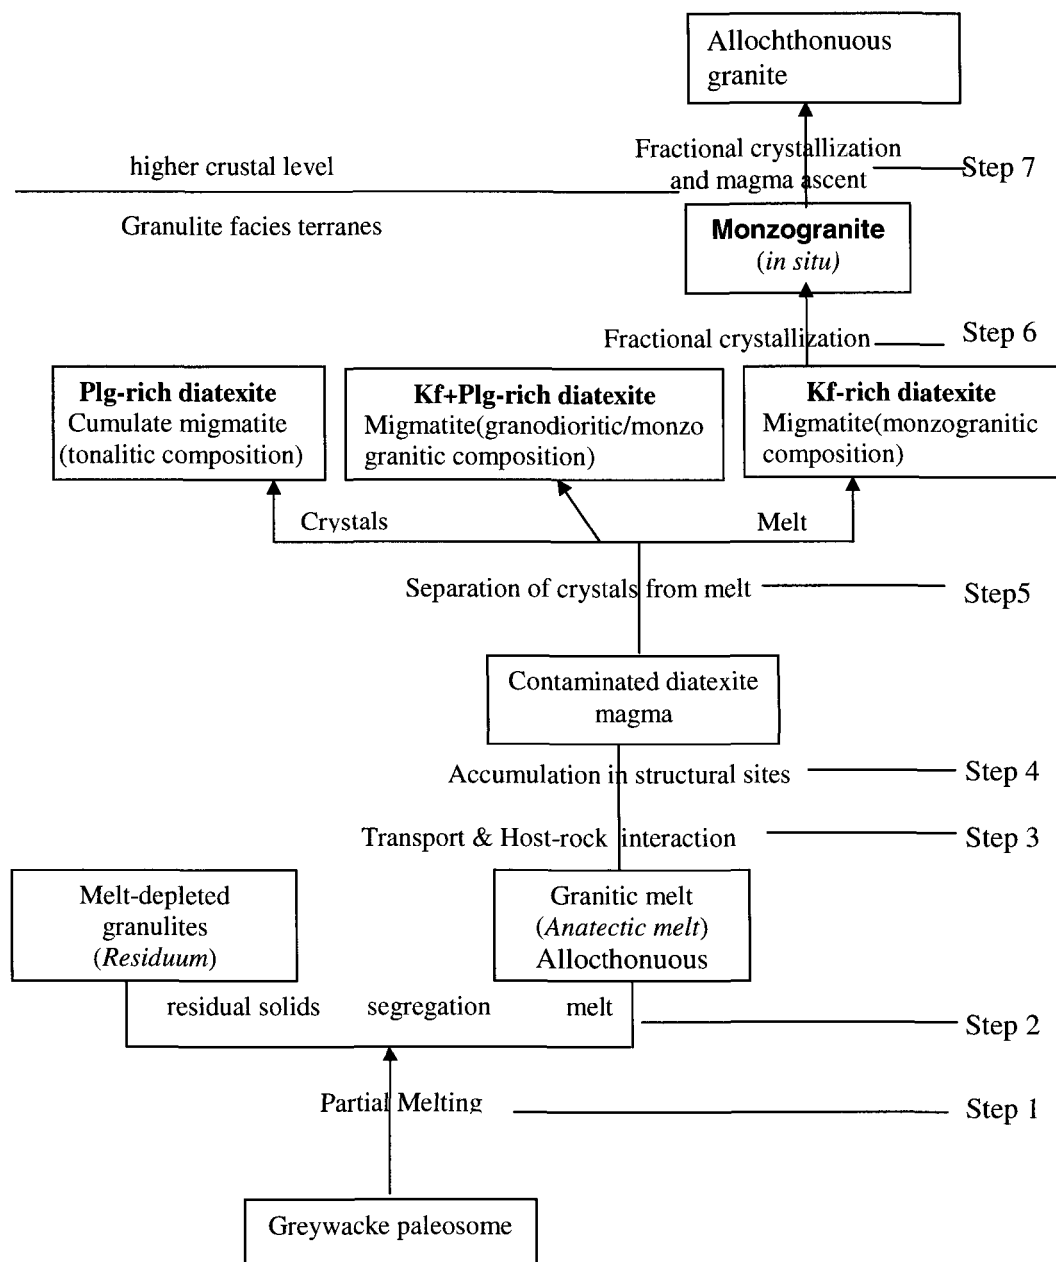 Allochthonuous
granite
higher crustal level
Fractional crystallization
and magma ascent
Step 7
Granulite facies terranes
Monzogranite
(in situ)
Fractional crystallization
Step 6
Plg-rich diatexite
Cumulate migmatite
(tonalitic composition)
Kf+Plg-rich diatexite
Migmatite(granodioritic/monzo
granitic composition)
Kf-rich diatexite
Migmatite(monzogranitic
composition)
Crystals
Melt
Separation of crystals from melt
Step5
Contaminated diatexite
magma
Accumulation in structural sites
Step 4
Transport & Host-rock interaction
Step 3
Melt-depleted
granulites
(Residuum)
Granitic melt
(Anatectic melt)
Allocthonuous
residual solids segregation melt
Step 2
Partial Melting
Step 1
Greywacke paleosome